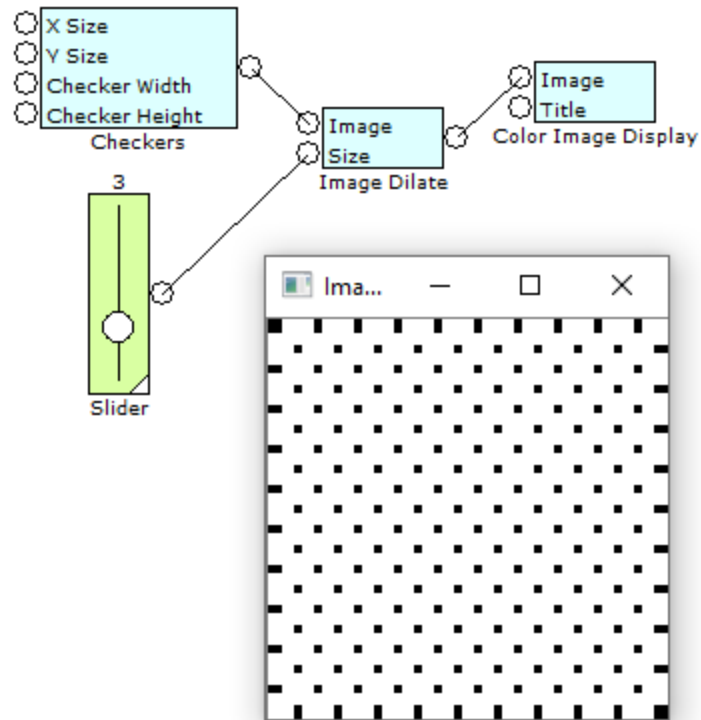 X Size
Y Size
Checker Width
Checker Height
Checkers
Image
Size
Image Dilate
Image
Title
Color Image Display
3
Slider
Ima...